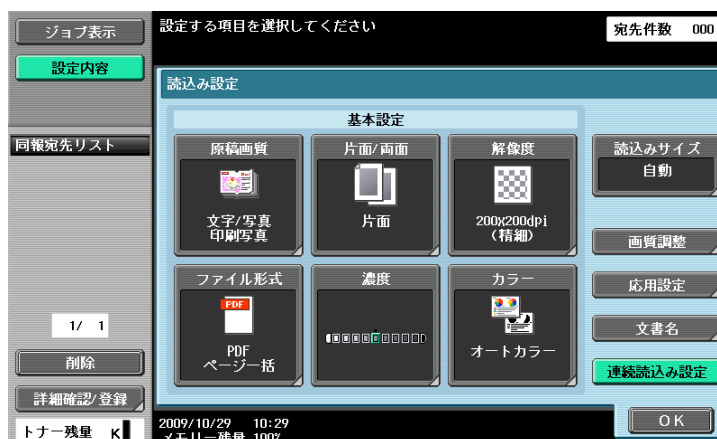 ジョブ表示
設定内容
同報宛先リスト
1/ 1
削除
詳細確認/登録
トナー残量 K
設定する項目を選択してください
宛先件数 000
読込み設定
基本設定
原稿画質
文字/写真
印刷写真
片面/両面
片面
解像度
200x200dpi
(精細)
ファイル形式
PDF
PDF
ページ一括
濃度
カラー
オートカラー
読込みサイズ
自動
画質調整
応用設定
文書名
連続読込み設定
OK
2009/10/29 10:29
メモリー残量 100%